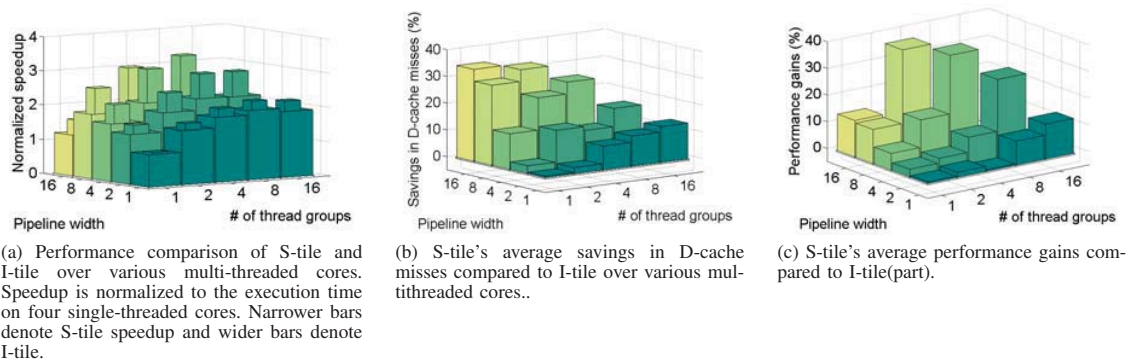 Normalized speedup
4
3
2
1
0
16
8
4
2
1
1
2
4
8
16
Pipeline width
# of thread groups
(a) Performance comparison of S-tile and
I-tile over various multi-threaded cores.
Speedup is normalized to the execution time
on four single-threaded cores. Narrower bars
denote S-tile speedup and wider bars denote
I-tile.
Savings in D-cache misses (%)
40
30
20
10
0
16
8
4
2
1
1
2
4
8
16
Pipeline width
# of thread groups
(b) S-tile's average savings in D-cache
misses compared to I-tile over various mul-
tithreaded cores..
Performance gains (%)
40
30
20
10
0
16
8
4
2
1
1
2
4
8
16
Pipeline width
# of thread groups
(c) S-tile's average performance gains com-
pared to I-tile(part).